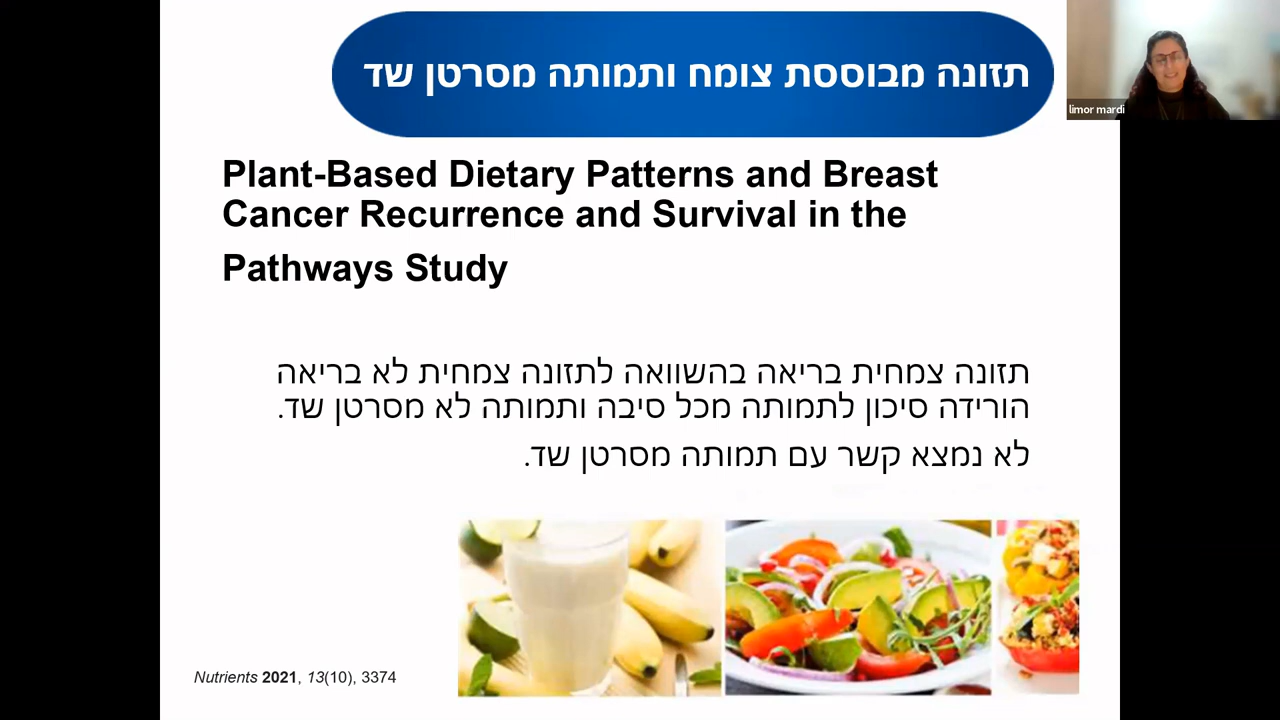 תזונה מבוססת צומח ותמותה מסרטן שד
limor mardi
Plant-Based Dietary Patterns and Breast
Cancer Recurrence and Survival in the
Pathways Study
תזונה צמחית בריאה בהשוואה לתזונה צמחית לא בריאה
הורידה סיכון לתמותה מכל סיבה ותמותה לא מסרטן שד.
לא נמצא קשר עם תמותה מסרטן שד.
Nutrients 2021, 13(10), 3374